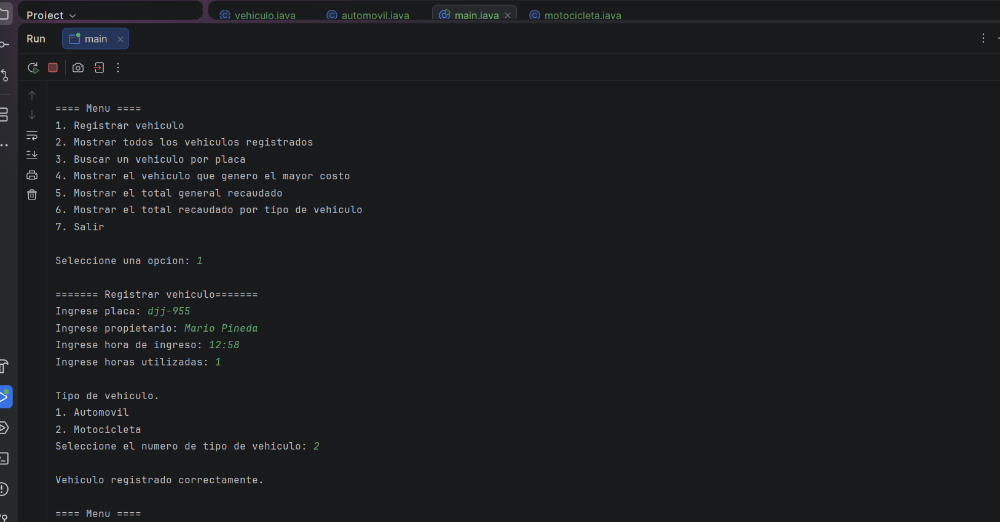 Project
vehiculo.java automovil.java main.java motocicleta.java
Run main
==== Menu ====
1. Registrar vehiculo
2. Mostrar todos los vehiculos registrados
3. Buscar un vehiculo por placa
4. Mostrar el vehiculo que genero el mayor costo
5. Mostrar el total general recaudado
6. Mostrar el total recaudado por tipo de vehiculo
7. Salir
Seleccione una opcion: 1
======= Registrar vehiculo=======
Ingrese placa: djj-955
Ingrese propietario: Mario Pineda
Ingrese hora de ingreso: 12:58
Ingrese horas utilizadas: 1
Tipo de vehiculo.
1. Automovil
2. Motocicleta
Seleccione el numero de tipo de vehiculo: 2
Vehiculo registrado correctamente.
==== Menu ====